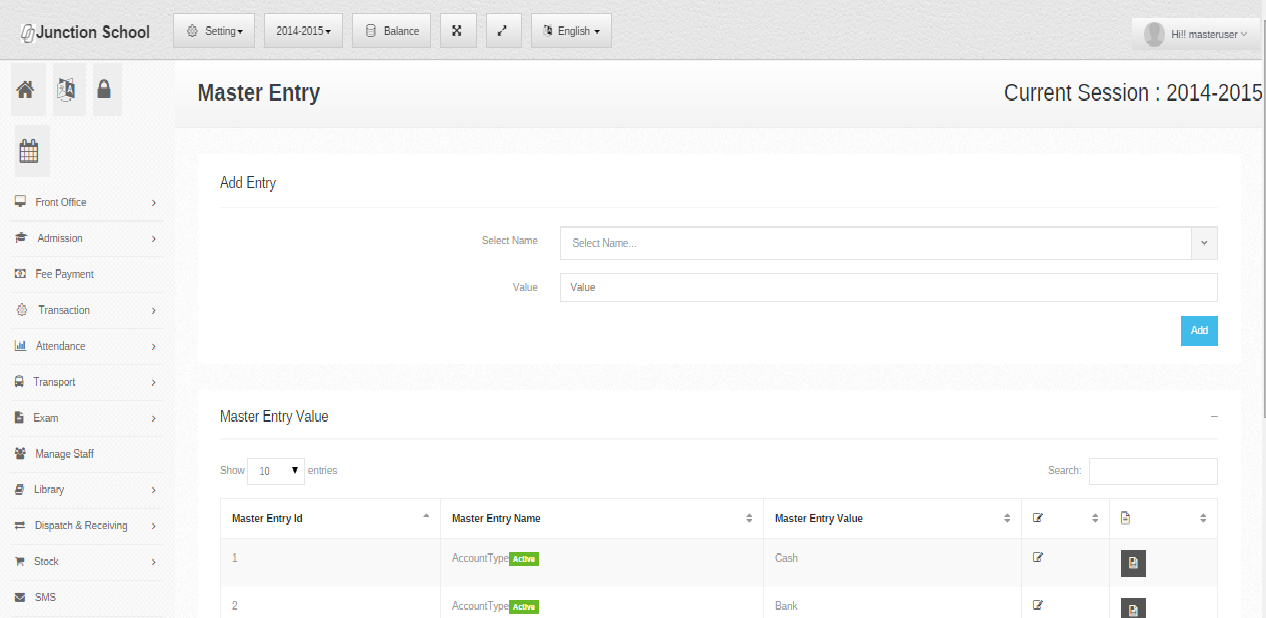 Junction School
Setting
2014-2015
Balance
English
Hi!! masteruser
Master Entry
Current Session : 2014-2015
Front Office
Admission
Fee Payment
Transaction
Attendance
Transport
Exam
Manage Staff
Library
Dispatch & Receiving
Stock
SMS
Add Entry
Select Name
Select Name...
Value
Value
Add
Master Entry Value
Show 10 entries
Search:
Master Entry Id Master Entry Name Master Entry Value
1 AccountType Active Cash
2 AccountType Active Bank